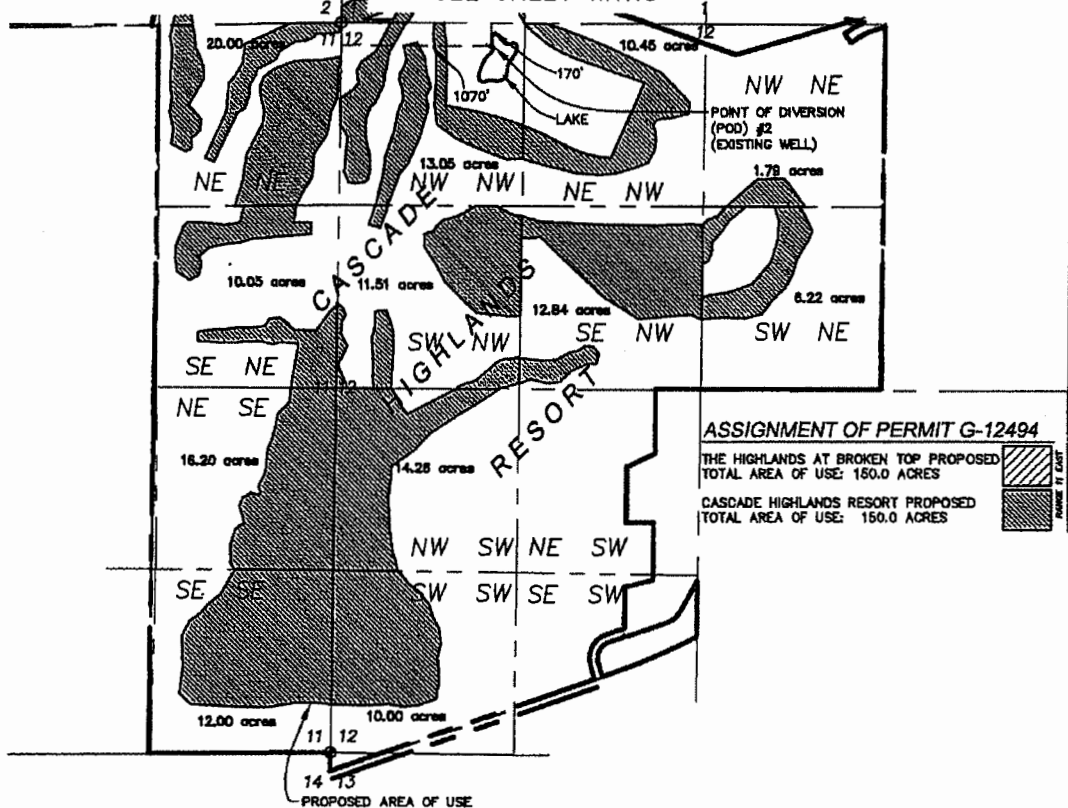 2
1
11 12
12
20.00 acres
10.45 acres
170'
1070'
LAKE
NW NE
POINT OF DIVERSION
(POD) #2
(EXISTING WELL)
13.05 acres
1.79 acres
NE NE
NW NW
NE NW
CASCADE
HIGHLANDS
RESORT
10.05 acres
11.51 acres
12.84 acres
6.22 acres
SE NE
SW NW
SE NW
SW NE
NE SE
16.20 acres
14.26 acres
ASSIGNMENT OF PERMIT G-12494
THE HIGHLANDS AT BROKEN TOP PROPOSED
TOTAL AREA OF USE: 150.0 ACRES
CASCADE HIGHLANDS RESORT PROPOSED
TOTAL AREA OF USE: 150.0 ACRES
RANGE 11 EAST
NW SW NE SW
SE SE
SW SW SE SW
12.00 acres
10.00 acres
11 12
14 13
PROPOSED AREA OF USE